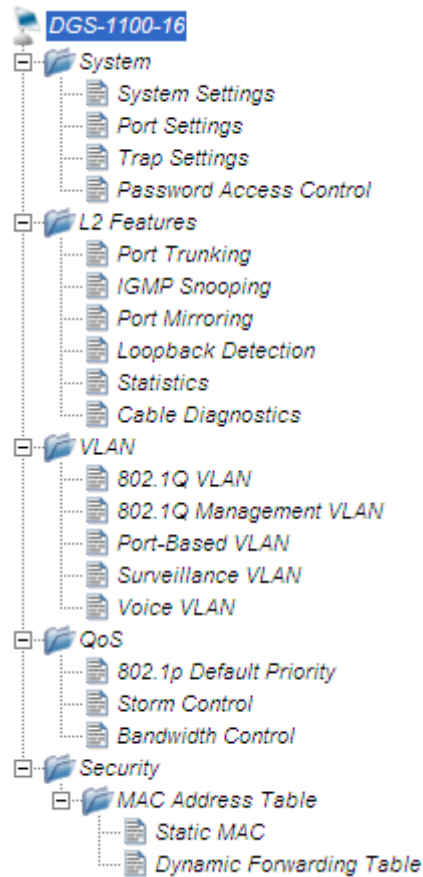 DGS-1100-16
System
System Settings
Port Settings
Trap Settings
Password Access Control
L2 Features
Port Trunking
IGMP Snooping
Port Mirroring
Loopback Detection
Statistics
Cable Diagnostics
VLAN
802.1Q VLAN
802.1Q Management VLAN
Port-Based VLAN
Surveillance VLAN
Voice VLAN
QoS
802.1p Default Priority
Storm Control
Bandwidth Control
Security
MAC Address Table
Static MAC
Dynamic Forwarding Table